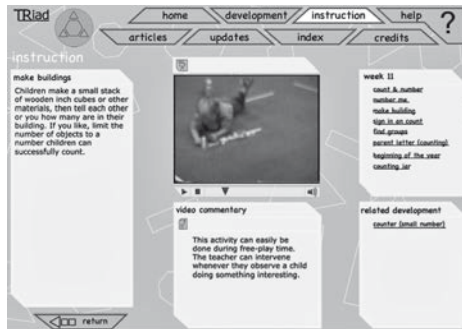 TRiad
home
development
instruction
help
?
articles
updates
index
credits
instruction
make buildings
Children make a small stack
of wooden inch cubes or other
materials, then tell each other
or you how many are in their
building. If you like, limit the
number of objects to a
number children can
successfully count.
video commentary
This activity can easily be
done during free-play time.
The teacher can intervene
whenever they observe a child
doing something interesting.
week 11
count & number
number me.
make building
sign in an count
find groups
parent letter (counting)
beginning of the year
counting jar
related development
counter (small number)
return